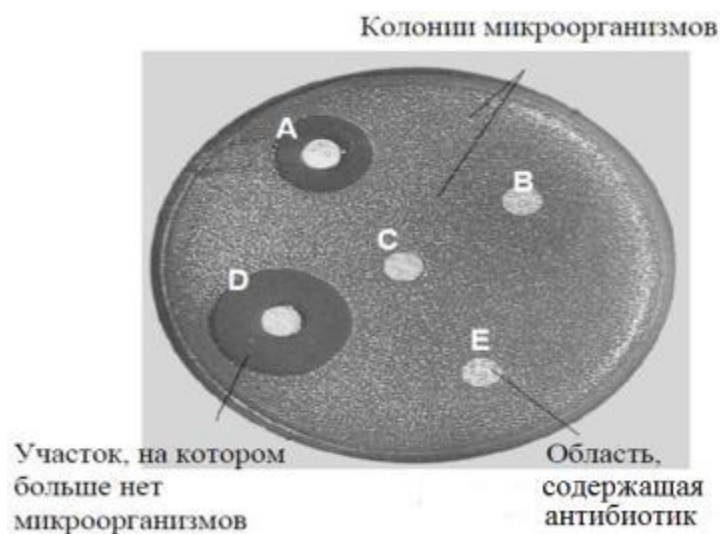 Колонии микроорганизмов
A
B
C
D
E
Участок, на котором
больше нет
микроорганизмов
Область,
содержащая
антибиотик